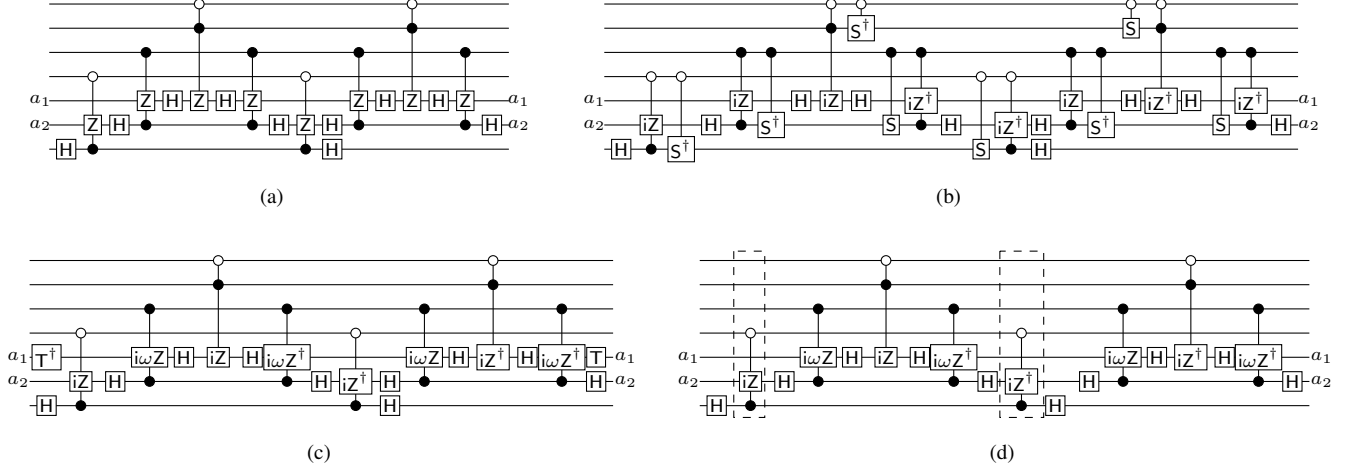 a₁ Z H Z H Z Z H Z H Z a₁
a₂ Z H H Z H H a₂
H H
(a)
S† S
a₁ iZ H iZ H iZ† iZ H iZ† H iZ† a₁
a₂ iZ H S† S H iZ† H S† S H a₂
H S† S H
(b)
a₁ T† iωZ H iZ H iωZ† iωZ H iZ† H iωZ† T a₁
a₂ iZ H H iZ† H H a₂
H H
(c)
a₁ iωZ H iZ H iωZ† iωZ H iZ† H iωZ† a₁
a₂ iZ H H iZ† H H a₂
H H
(d)